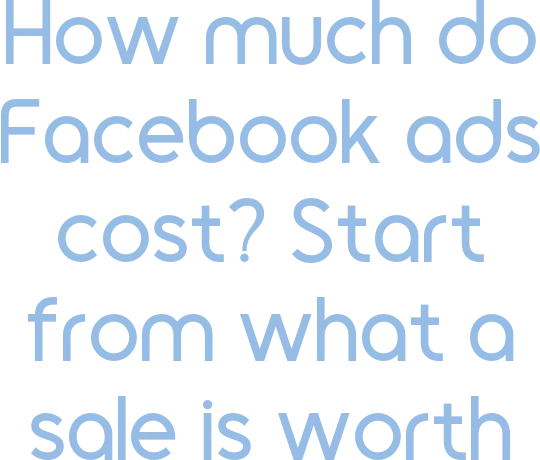 How much do
Facebook ads
cost? Start
from what a
sale is worth